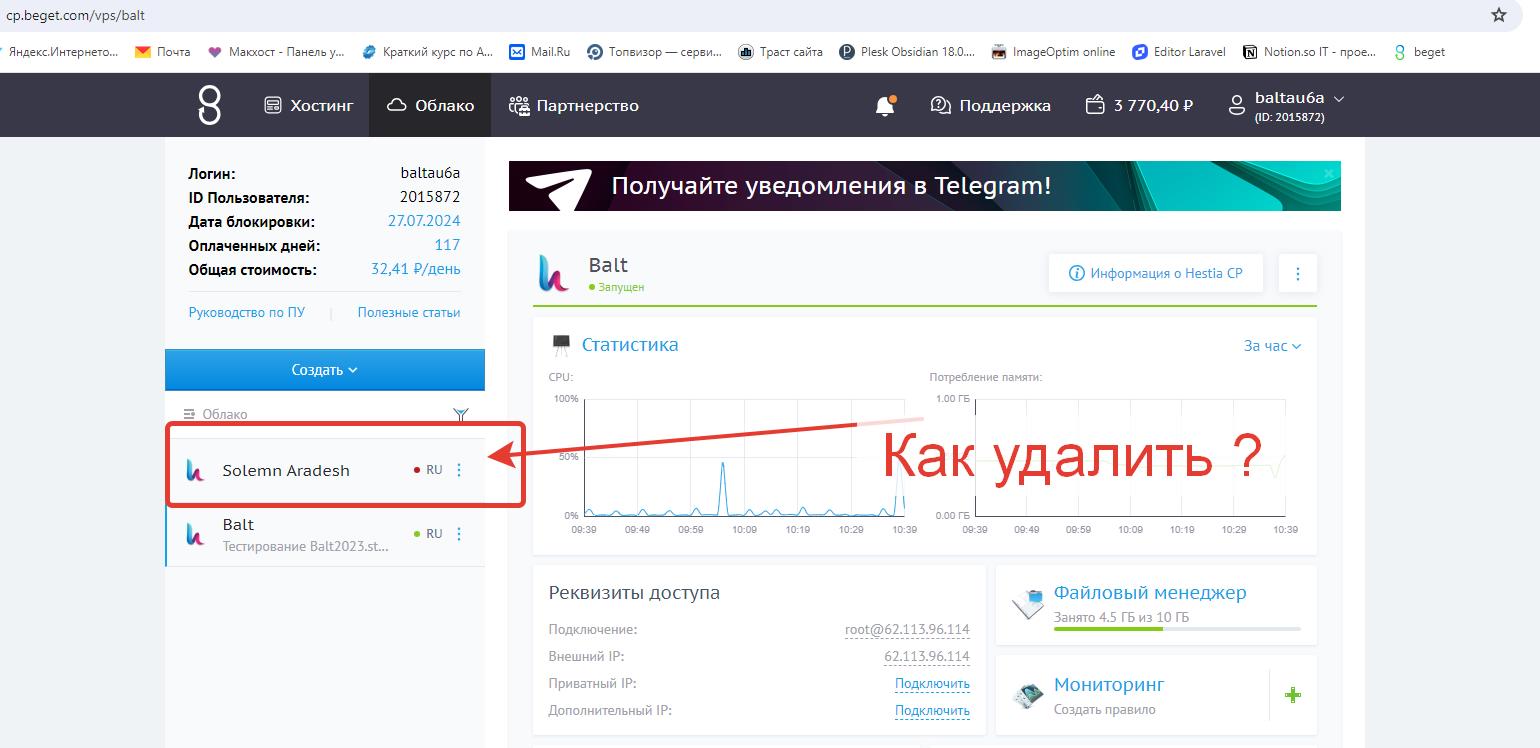 cp.beget.com/vps/balt
Яндекс.Интернето... Почта Макхост - Панель у... Краткий курс по А... Mail.Ru Топвизор — серви... Траст сайта Plesk Obsidian 18.0.... ImageOptim online Editor Laravel Notion.so IT - прое... beget
Хостинг Облако Партнерство Поддержка 3 770,40 ₽ baltau6a
(ID: 2015872)
Логин: baltau6a
ID Пользователя: 2015872
Дата блокировки: 27.07.2024
Оплаченных дней: 117
Общая стоимость: 32,41 ₽/день
Руководство по ПУ | Полезные статьи
Создать
Облако
Solemn Aradesh RU
Balt RU
Тестирование Balt2023.st...
Получайте уведомления в Telegram!
Balt
Запущен
Информация о Hestia CP
Статистика
За час
CPU:
100%
50%
0%
09:39 09:49 09:59 10:09 10:19 10:29 10:39
Потребление памяти:
1.00 ГБ
0.00 ГБ
09:39 09:49 09:59 10:09 10:19 10:29 10:39
Как удалить ?
Реквизиты доступа
Подключение: root@62.113.96.114
Внешний IP: 62.113.96.114
Приватный IP: Подключить
Дополнительный IP: Подключить
Файловый менеджер
Занято 4.5 ГБ из 10 ГБ
Мониторинг
Создать правило